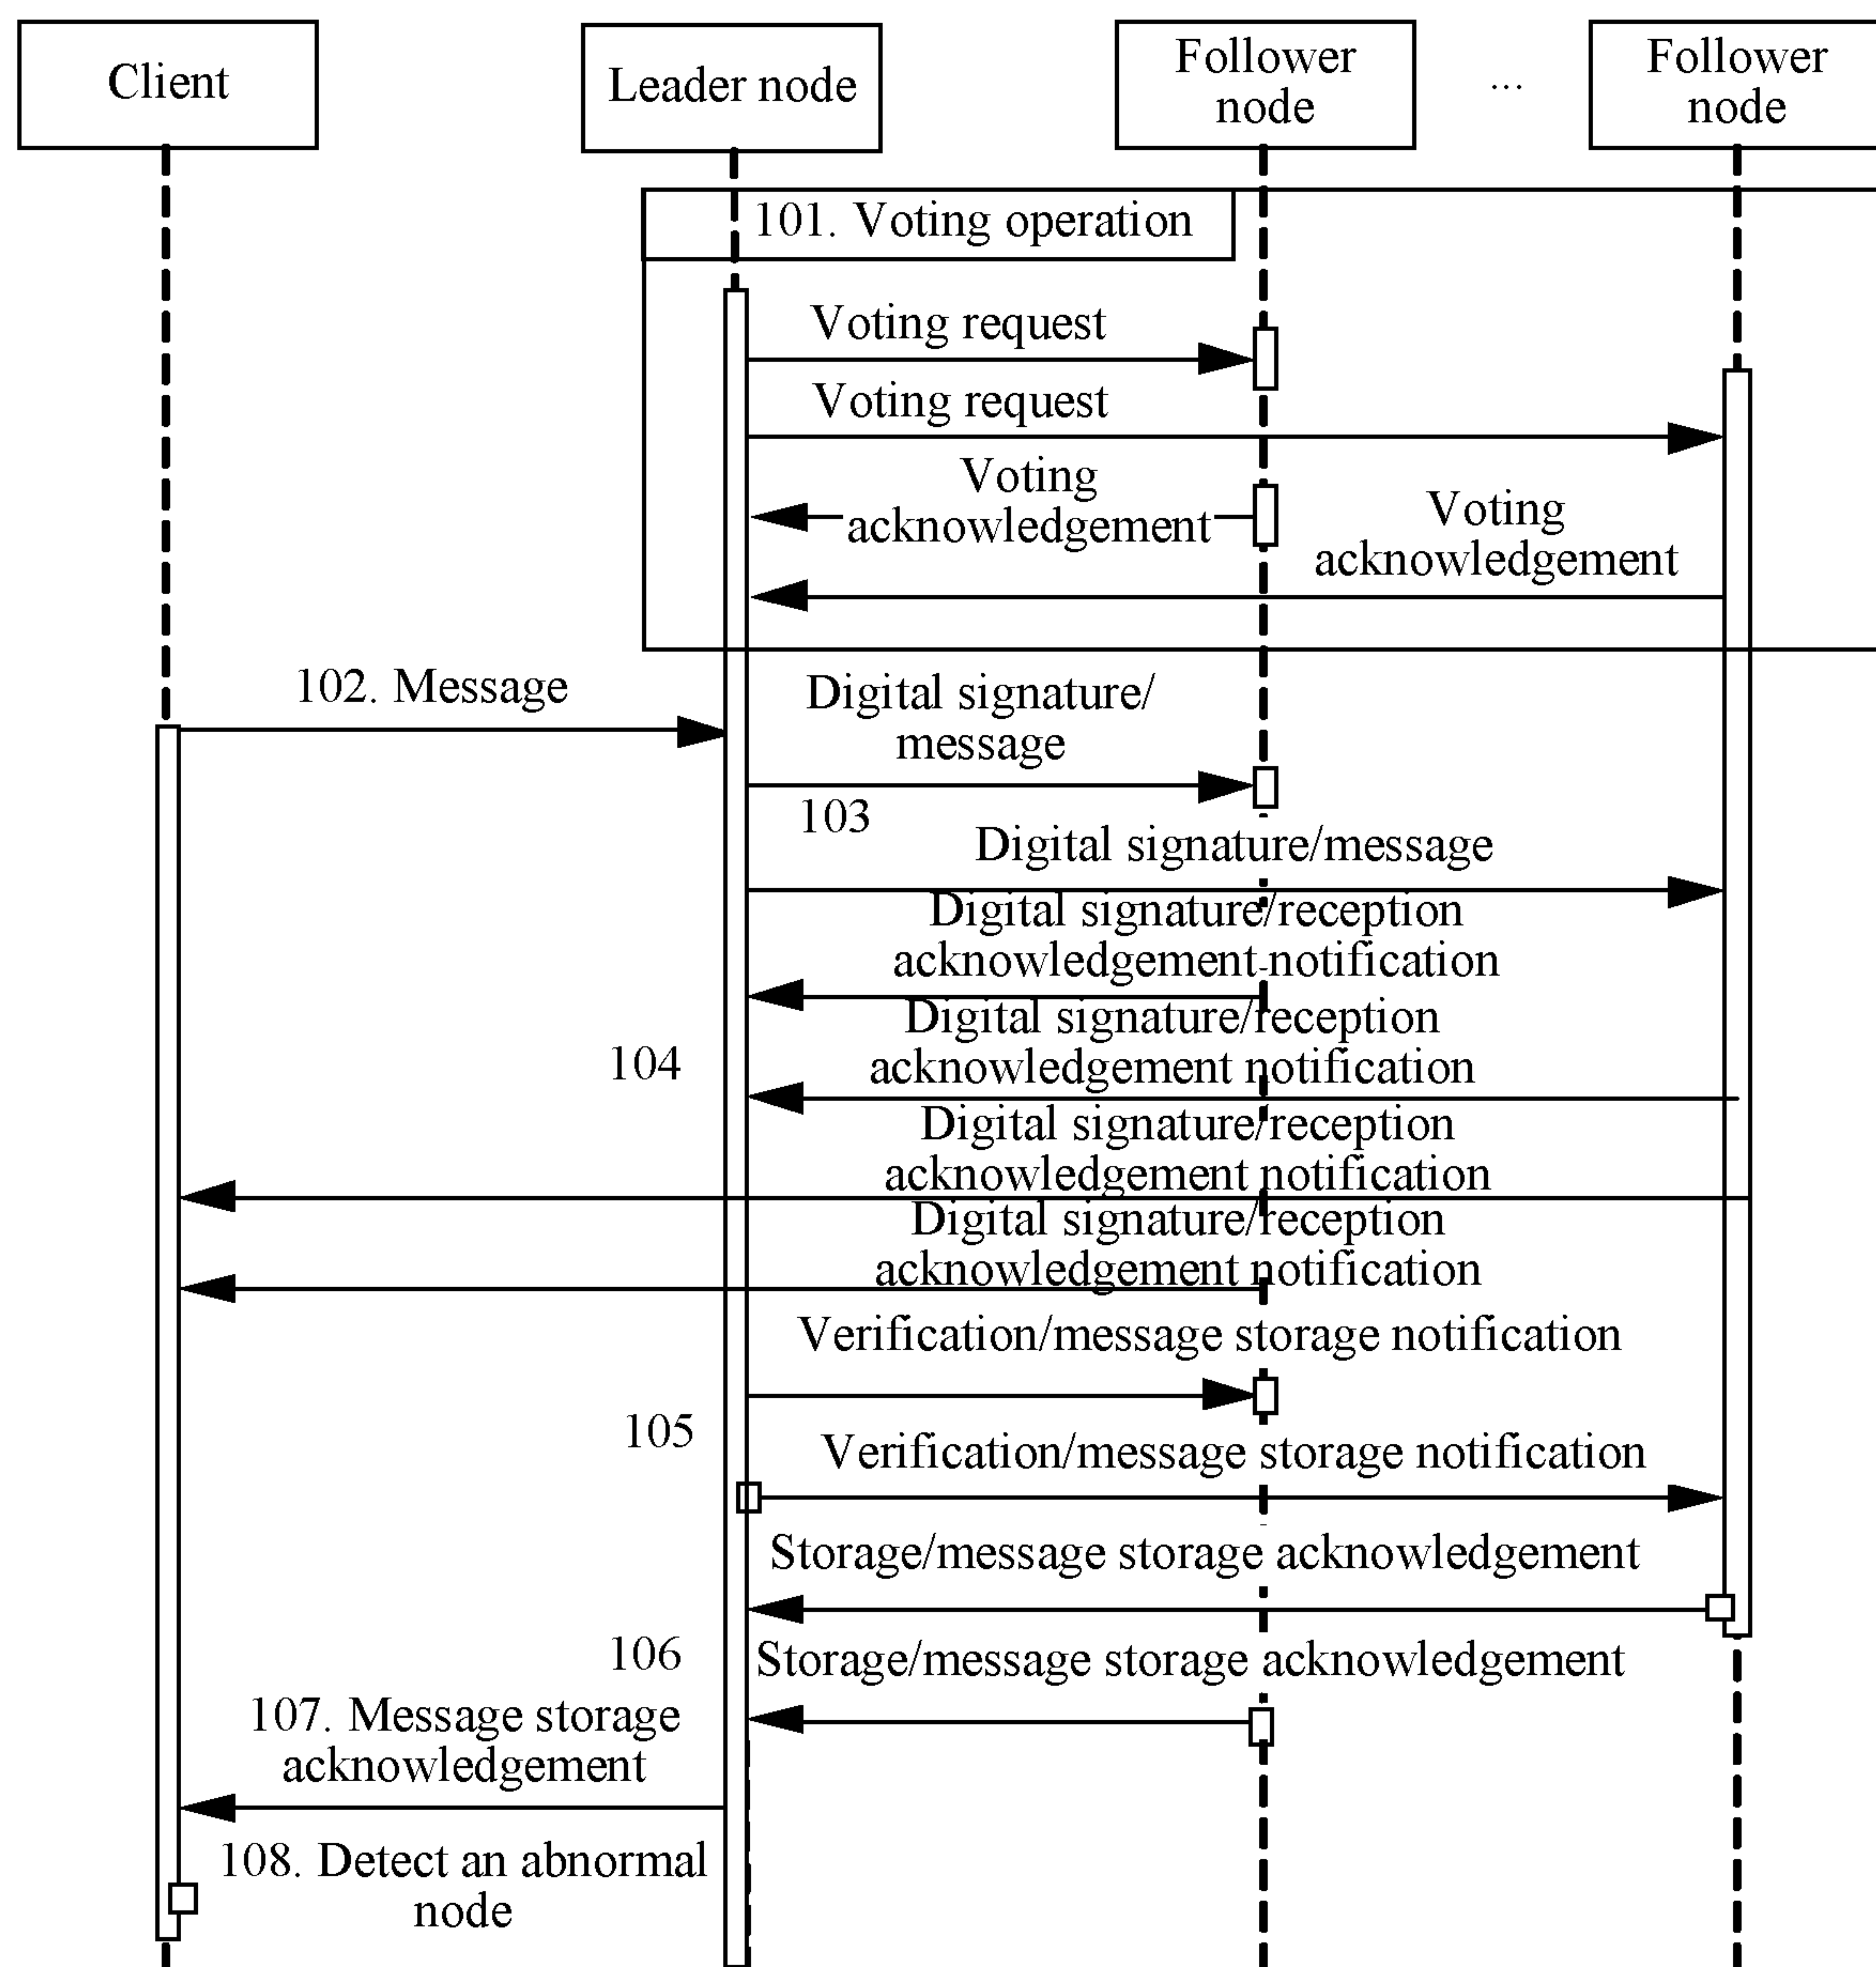 Client
Leader node
Follower
node
...
Follower
node
101. Voting operation
Voting request
Voting request
Voting
acknowledgement
Voting
acknowledgement
102. Message
Digital signature/
message
103
Digital signature/message
Digital signature/reception
acknowledgement notification
Digital signature/reception
acknowledgement notification
104
Digital signature/reception
acknowledgement notification
Digital signature/reception
acknowledgement notification
Verification/message storage notification
105
Verification/message storage notification
Storage/message storage acknowledgement
106
Storage/message storage acknowledgement
107. Message storage
acknowledgement
108. Detect an abnormal
node